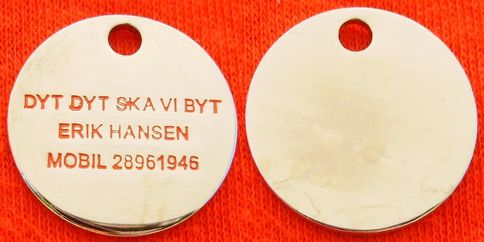 DYT DYT SKA VI BYT
ERIK HANSEN
MOBIL 28961946